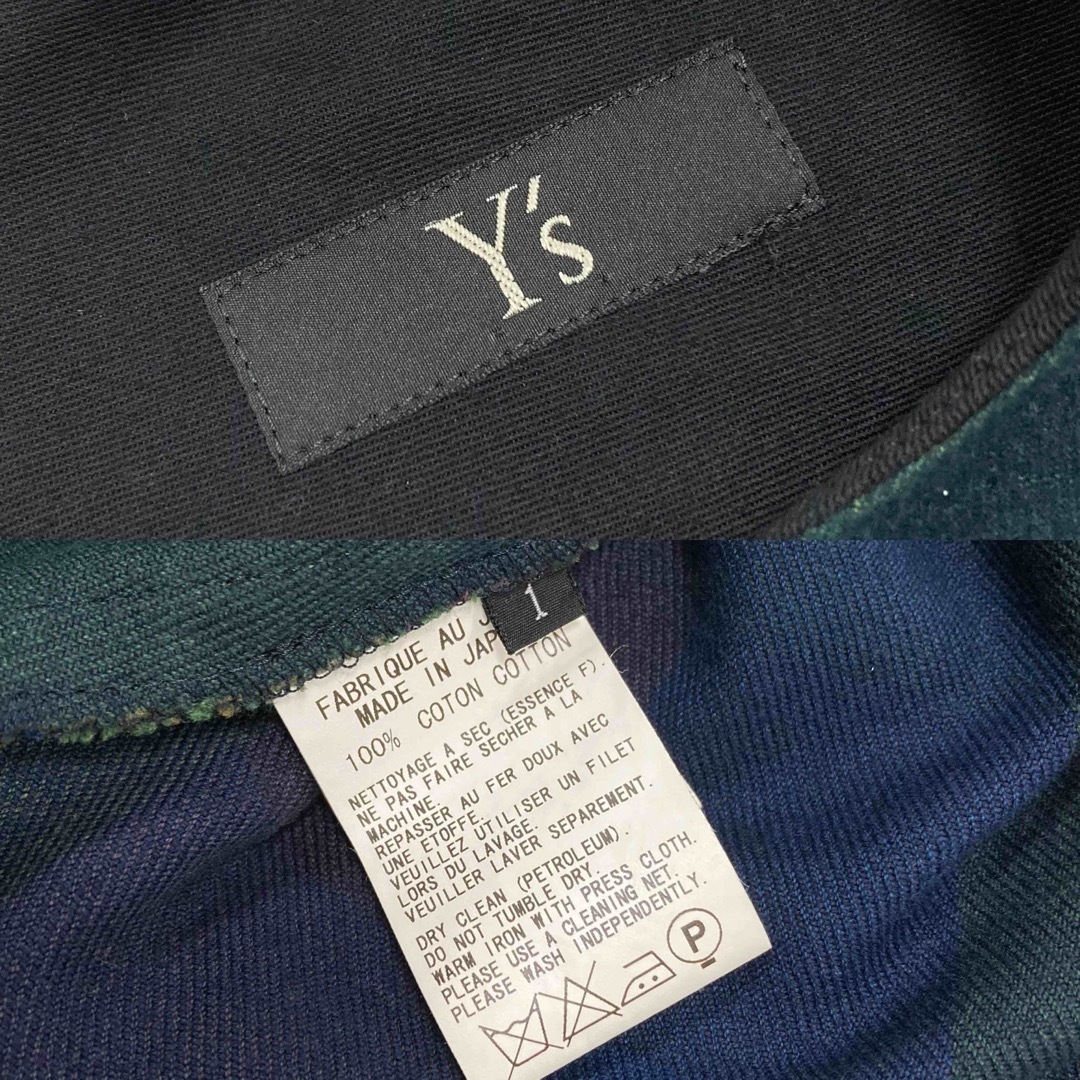 Y's
1
FABRIQUE AU
MADE IN
100% COTON COTTON
NETTOYAGE A SEC (ESSENCE F).
NE PAS FAIRE SECHER A LA
MACHINE.
REPASSER AU FER DOUX AVEC
UNE ETOFFE.
VEUILLEZ UTILISER UN FILET
LORS DU LAVAGE.
VEUILLER LAVER SEPAREMENT.
DRY CLEAN (PETROLEUM).
DO NOT TUMBLE DRY.
WARM IRON WITH PRESS CLOTH.
PLEASE USE A CLEANING NET.
PLEASE WASH INDEPENDENTLY.
P